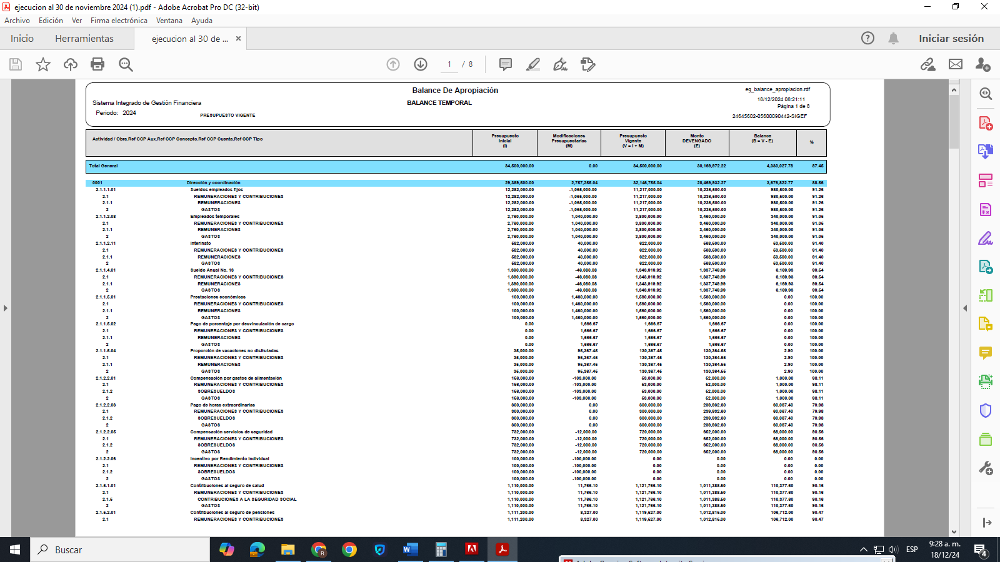 ejecucion al 30 de noviembre 2024 (1).pdf - Adobe Acrobat Pro DC (32-bit)
Archivo Edición Ver Firma electrónica Ventana Ayuda
Inicio Herramientas ejecucion al 30 de ... × Iniciar sesión
1 / 8
Balance De Apropiación eg_balance_apropiacion.rdf
Sistema Integrado de Gestión Financiera BALANCE TEMPORAL 18/12/2024 08:21:11
Página 1 de 8
Periodo: 2024 PRESUPUESTO VIGENTE 24645602-05600090442-SIGEF
Actividad / Obra.Ref CCP Aux.Ref CCP Concepto.Ref CCP Cuenta.Ref CCP Tipo
Presupuesto Inicial (I) Modificaciones Presupuestarias (M) Presupuesto Vigente (V = I + M) Monto DEVENGADO (E) Balance (B = V - E) %
Total General 34,500,000.00 0.00 34,500,000.00 30,169,972.22 4,330,027.78 87.45
0001 Dirección y coordinación 29,389,500.00 2,757,255.04 32,146,755.04 28,469,932.27 3,676,822.77 88.56
2.1.1.1.01 Sueldos empleados fijos 12,282,000.00 -1,065,000.00 11,217,000.00 10,236,500.00 980,500.00 91.26
2.1 REMUNERACIONES Y CONTRIBUCIONES 12,282,000.00 -1,065,000.00 11,217,000.00 10,236,500.00 980,500.00 91.26
2.1.1 REMUNERACIONES 12,282,000.00 -1,065,000.00 11,217,000.00 10,236,500.00 980,500.00 91.26
2 GASTOS 12,282,000.00 -1,065,000.00 11,217,000.00 10,236,500.00 980,500.00 91.26
2.1.1.2.08 Empleados temporales 2,760,000.00 1,040,000.00 3,800,000.00 3,460,000.00 340,000.00 91.05
2.1 REMUNERACIONES Y CONTRIBUCIONES 2,760,000.00 1,040,000.00 3,800,000.00 3,460,000.00 340,000.00 91.05
2.1.1 REMUNERACIONES 2,760,000.00 1,040,000.00 3,800,000.00 3,460,000.00 340,000.00 91.05
2 GASTOS 2,760,000.00 1,040,000.00 3,800,000.00 3,460,000.00 340,000.00 91.05
2.1.1.2.11 Interinato 582,000.00 40,000.00 622,000.00 568,500.00 53,500.00 91.40
2.1 REMUNERACIONES Y CONTRIBUCIONES 582,000.00 40,000.00 622,000.00 568,500.00 53,500.00 91.40
2.1.1 REMUNERACIONES 582,000.00 40,000.00 622,000.00 568,500.00 53,500.00 91.40
2 GASTOS 582,000.00 40,000.00 622,000.00 568,500.00 53,500.00 91.40
2.1.1.4.01 Sueldo Anual No. 13 1,390,000.00 -46,080.08 1,343,919.92 1,337,749.99 6,169.93 99.54
2.1 REMUNERACIONES Y CONTRIBUCIONES 1,390,000.00 -46,080.08 1,343,919.92 1,337,749.99 6,169.93 99.54
2.1.1 REMUNERACIONES 1,390,000.00 -46,080.08 1,343,919.92 1,337,749.99 6,169.93 99.54
2 GASTOS 1,390,000.00 -46,080.08 1,343,919.92 1,337,749.99 6,169.93 99.54
2.1.1.5.01 Prestaciones económicas 100,000.00 1,460,000.00 1,560,000.00 1,560,000.00 0.00 100.00
2.1 REMUNERACIONES Y CONTRIBUCIONES 100,000.00 1,460,000.00 1,560,000.00 1,560,000.00 0.00 100.00
2.1.1 REMUNERACIONES 100,000.00 1,460,000.00 1,560,000.00 1,560,000.00 0.00 100.00
2 GASTOS 100,000.00 1,460,000.00 1,560,000.00 1,560,000.00 0.00 100.00
2.1.1.5.02 Pago de porcentaje por desvinculación de cargo 0.00 1,666.67 1,666.67 1,666.67 0.00 100.00
2.1 REMUNERACIONES Y CONTRIBUCIONES 0.00 1,666.67 1,666.67 1,666.67 0.00 100.00
2.1.1 REMUNERACIONES 0.00 1,666.67 1,666.67 1,666.67 0.00 100.00
2 GASTOS 0.00 1,666.67 1,666.67 1,666.67 0.00 100.00
2.1.1.5.04 Proporción de vacaciones no disfrutadas 35,000.00 95,367.45 130,367.45 130,364.55 2.90 100.00
2.1 REMUNERACIONES Y CONTRIBUCIONES 35,000.00 95,367.45 130,367.45 130,364.55 2.90 100.00
2.1.1 REMUNERACIONES 35,000.00 95,367.45 130,367.45 130,364.55 2.90 100.00
2 GASTOS 35,000.00 95,367.45 130,367.45 130,364.55 2.90 100.00
2.1.2.2.01 Compensación por gastos de alimentación 156,000.00 -103,000.00 53,000.00 52,000.00 1,000.00 98.11
2.1 REMUNERACIONES Y CONTRIBUCIONES 156,000.00 -103,000.00 53,000.00 52,000.00 1,000.00 98.11
2.1.2 SOBRESUELDOS 156,000.00 -103,000.00 53,000.00 52,000.00 1,000.00 98.11
2 GASTOS 156,000.00 -103,000.00 53,000.00 52,000.00 1,000.00 98.11
2.1.2.2.03 Pago de horas extraordinarias 300,000.00 0.00 300,000.00 239,932.60 60,067.40 79.98
2.1 REMUNERACIONES Y CONTRIBUCIONES 300,000.00 0.00 300,000.00 239,932.60 60,067.40 79.98
2.1.2 SOBRESUELDOS 300,000.00 0.00 300,000.00 239,932.60 60,067.40 79.98
2 GASTOS 300,000.00 0.00 300,000.00 239,932.60 60,067.40 79.98
2.1.2.2.05 Compensación servicios de seguridad 732,000.00 -12,000.00 720,000.00 652,000.00 68,000.00 90.56
2.1 REMUNERACIONES Y CONTRIBUCIONES 732,000.00 -12,000.00 720,000.00 652,000.00 68,000.00 90.56
2.1.2 SOBRESUELDOS 732,000.00 -12,000.00 720,000.00 652,000.00 68,000.00 90.56
2 GASTOS 732,000.00 -12,000.00 720,000.00 652,000.00 68,000.00 90.56
2.1.2.2.06 Incentivo por Rendimiento Individual 100,000.00 -100,000.00 0.00 0.00 0.00 0.00
2.1 REMUNERACIONES Y CONTRIBUCIONES 100,000.00 -100,000.00 0.00 0.00 0.00 0.00
2.1.2 SOBRESUELDOS 100,000.00 -100,000.00 0.00 0.00 0.00 0.00
2 GASTOS 100,000.00 -100,000.00 0.00 0.00 0.00 0.00
2.1.5.1.01 Contribuciones al seguro de salud 1,110,000.00 11,766.10 1,121,766.10 1,011,388.50 110,377.60 90.16
2.1 REMUNERACIONES Y CONTRIBUCIONES 1,110,000.00 11,766.10 1,121,766.10 1,011,388.50 110,377.60 90.16
2.1.5 CONTRIBUCIONES A LA SEGURIDAD SOCIAL 1,110,000.00 11,766.10 1,121,766.10 1,011,388.50 110,377.60 90.16
2 GASTOS 1,110,000.00 11,766.10 1,121,766.10 1,011,388.50 110,377.60 90.16
2.1.5.2.01 Contribuciones al seguro de pensiones 1,111,200.00 8,327.00 1,119,527.00 1,012,815.00 106,712.00 90.47
2.1 REMUNERACIONES Y CONTRIBUCIONES 1,111,200.00 8,327.00 1,119,527.00 1,012,815.00 106,712.00 90.47
Buscar ESP 9:28 a. m.
18/12/24 4